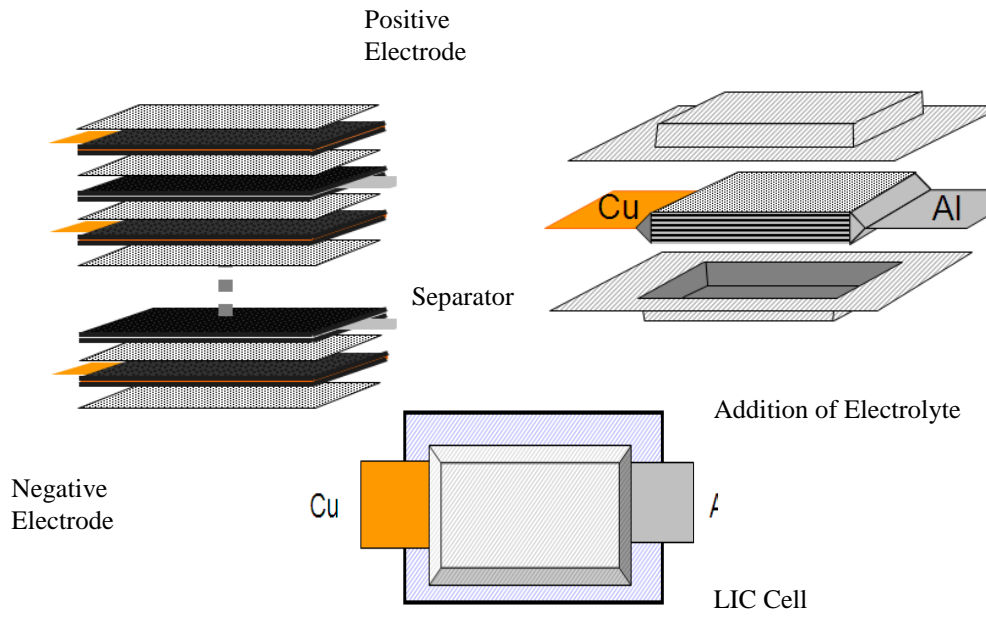 Positive
Electrode
Cu
Al
Separator
Addition of Electrolyte
Negative
Electrode
Cu
LIC Cell